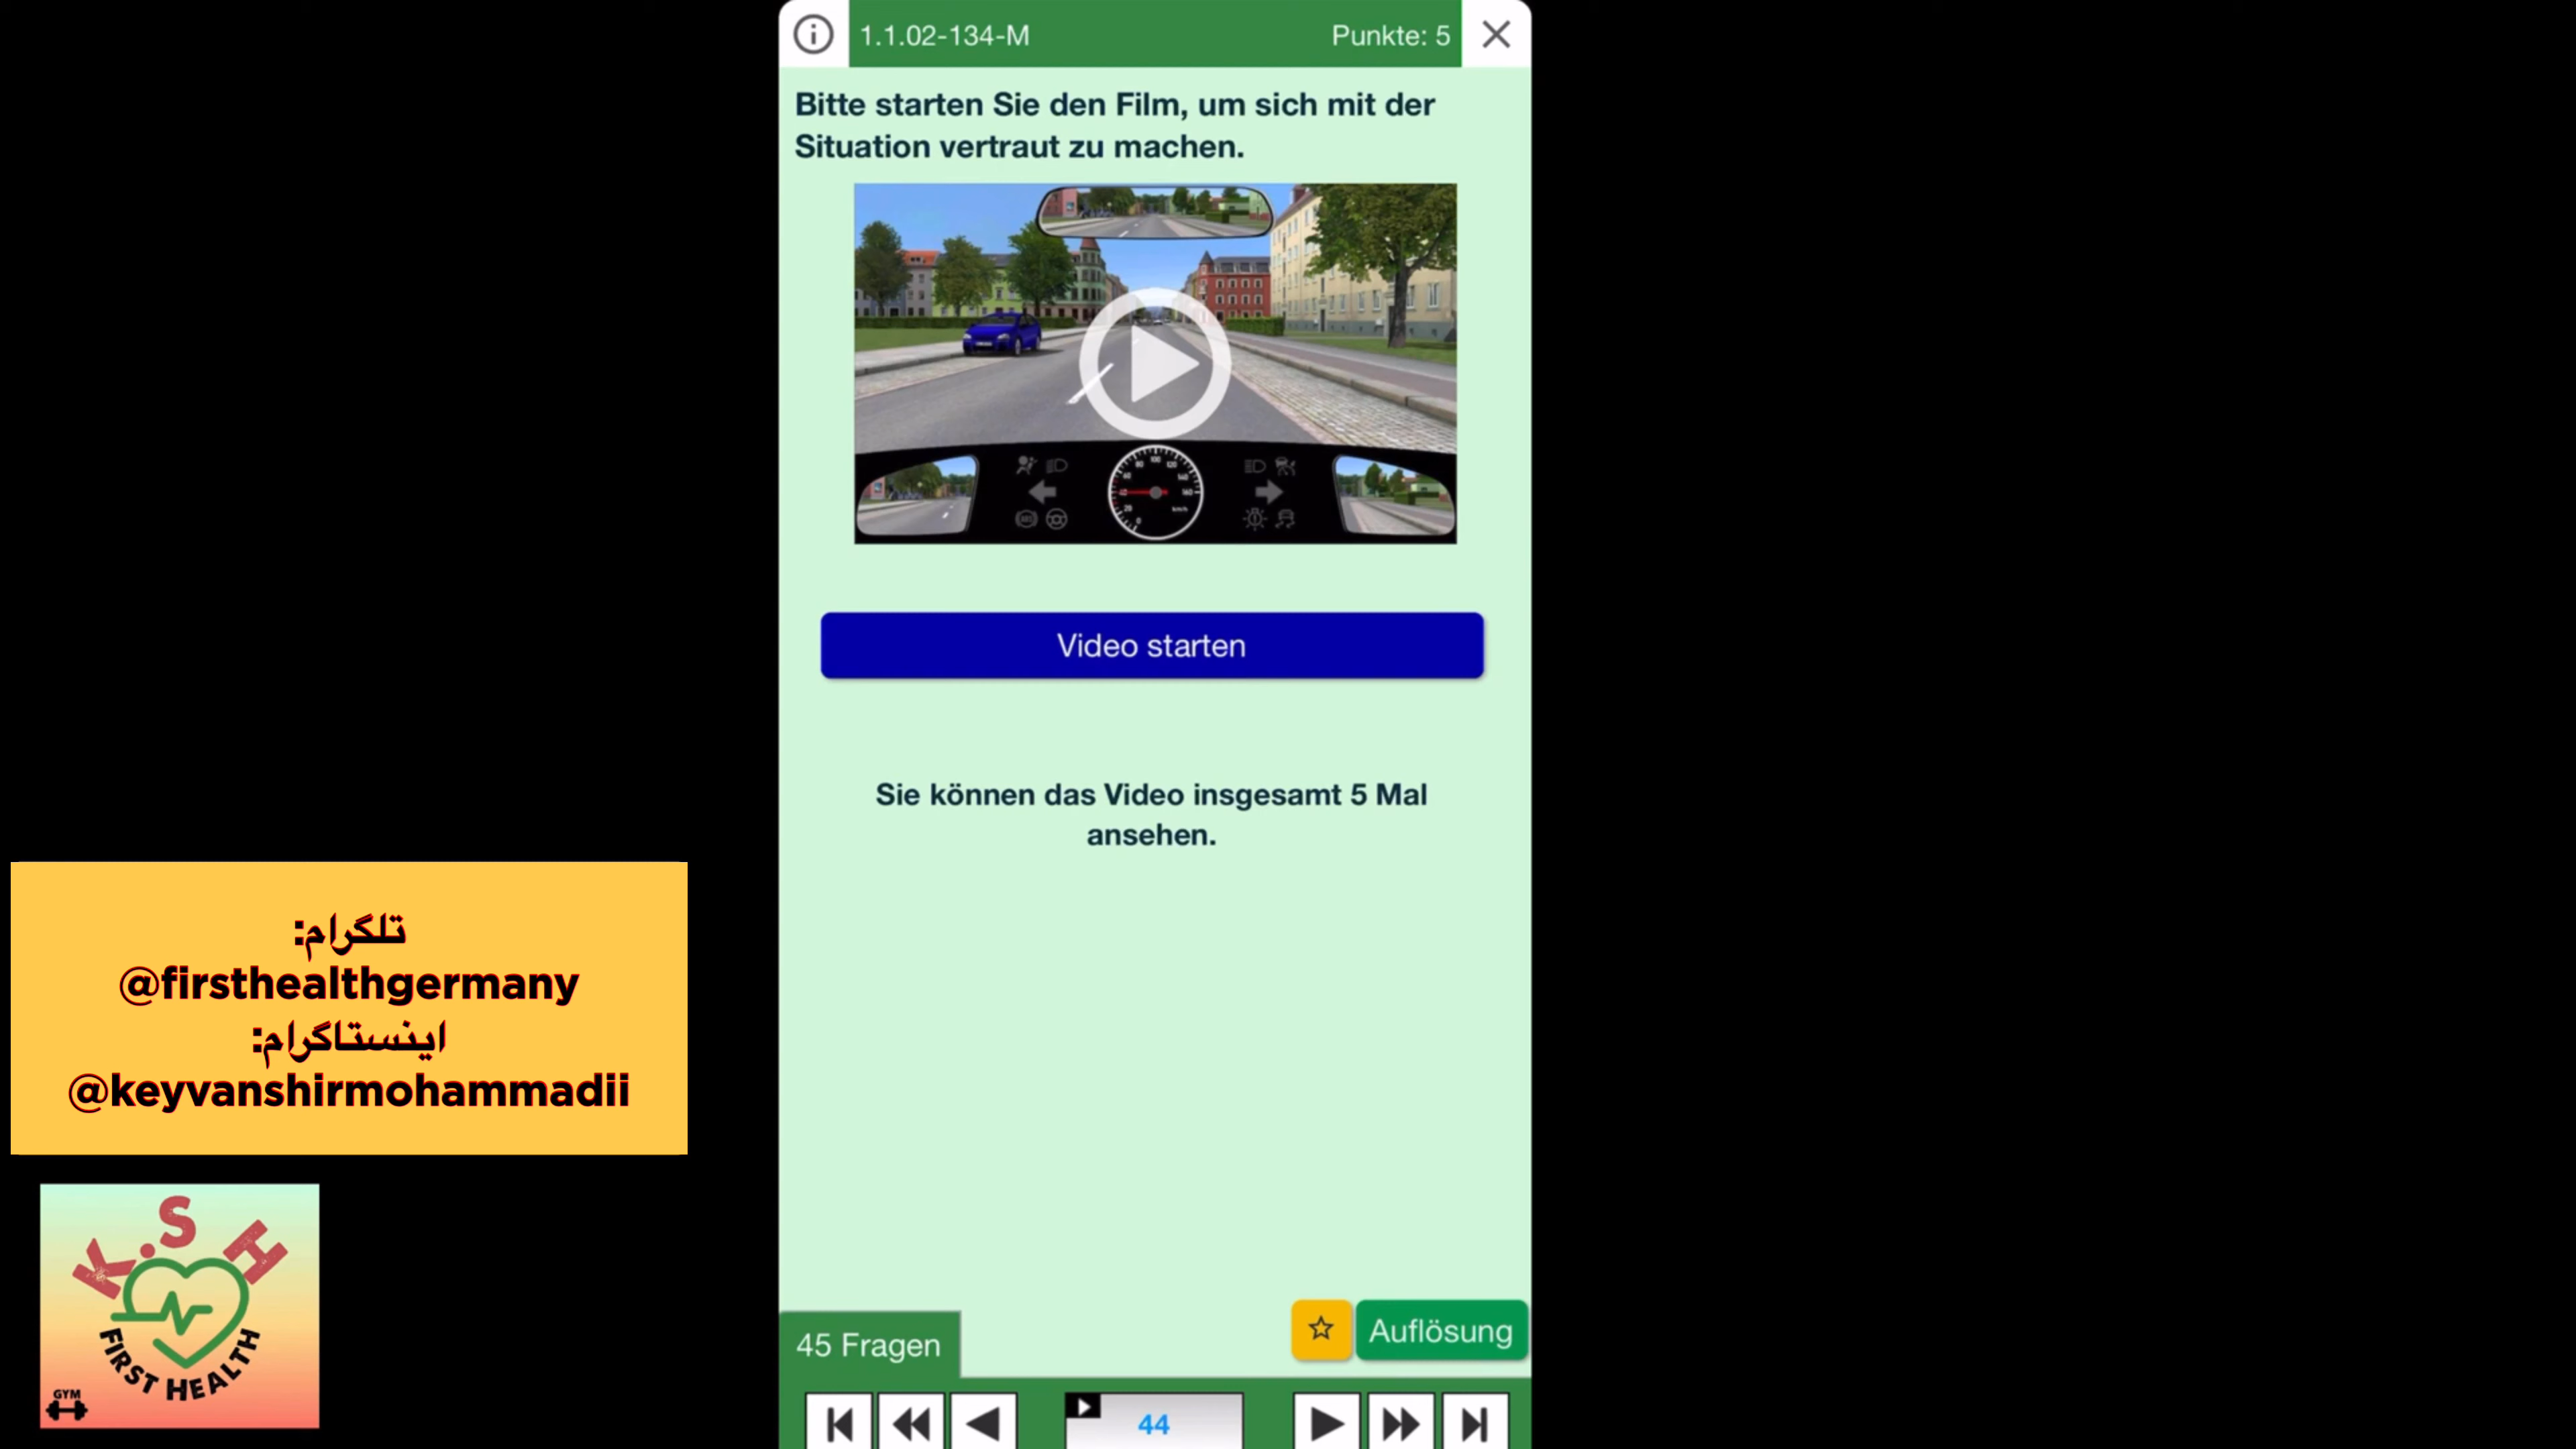 1.1.02-134-M
Punkte: 5
Bitte starten Sie den Film, um sich mit der
Situation vertraut zu machen.
Video starten
Sie können das Video insgesamt 5 Mal
ansehen.
تلگرام:
@firsthealthgermany
اینستاگرام:
@keyvanshirmohammadii
K.S.H
FIRST HEALTH
GYM
45 Fragen
Auflösung
44